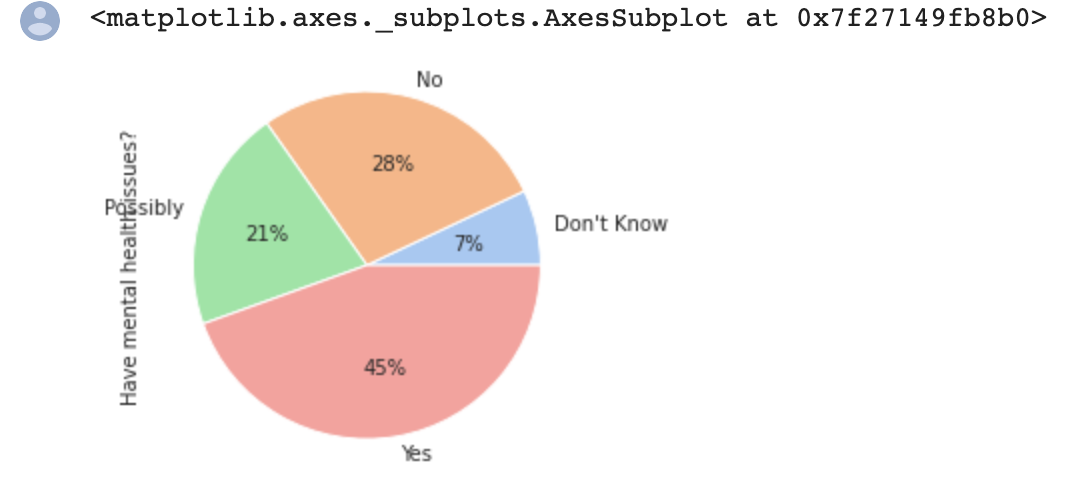 <matplotlib.axes._subplots.AxesSubplot at 0x7f27149fb8b0>
No
28%
Have mental health issues?
Possibly
21%
Don't Know
7%
45%
Yes